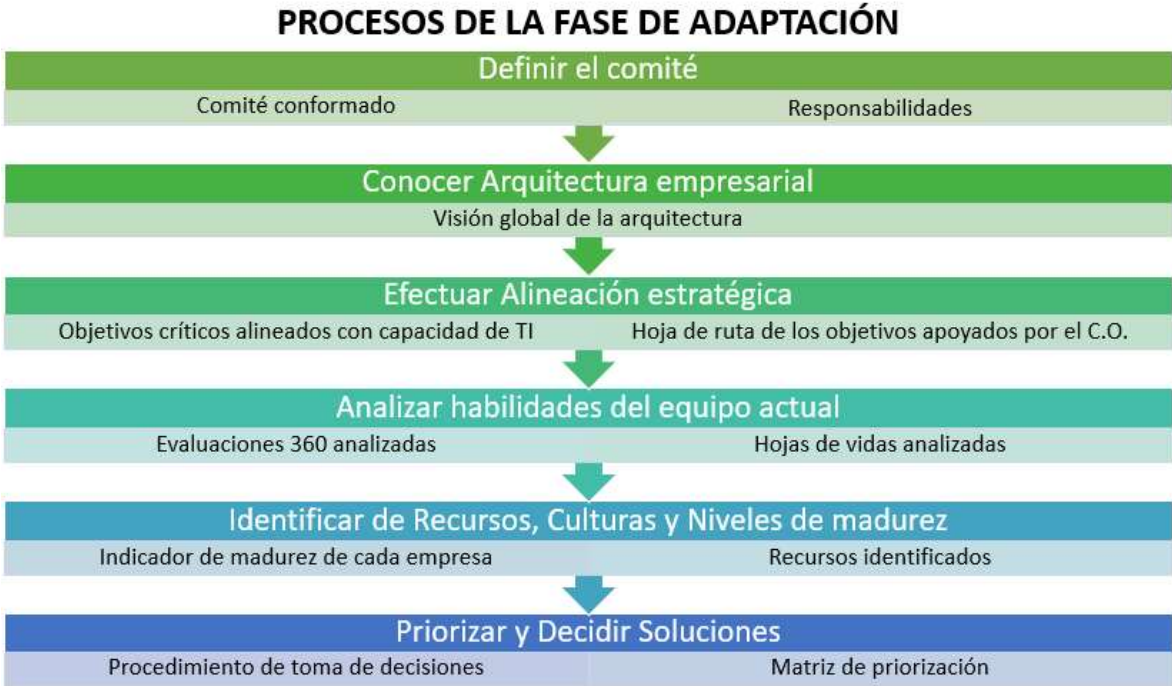 PROCESOS DE LA FASE DE ADAPTACIÓN
Definir el comité
Comité conformado
Responsabilidades
Conocer Arquitectura empresarial
Visión global de la arquitectura
Efectuar Alineación estratégica
Objetivos críticos alineados con capacidad de TI
Hoja de ruta de los objetivos apoyados por el C.O.
Analizar habilidades del equipo actual
Evaluaciones 360 analizadas
Hojas de vidas analizadas
Identificar de Recursos, Culturas y Niveles de madurez
Indicador de madurez de cada empresa
Recursos identificados
Priorizar y Decidir Soluciones
Procedimiento de toma de decisiones
Matriz de priorización